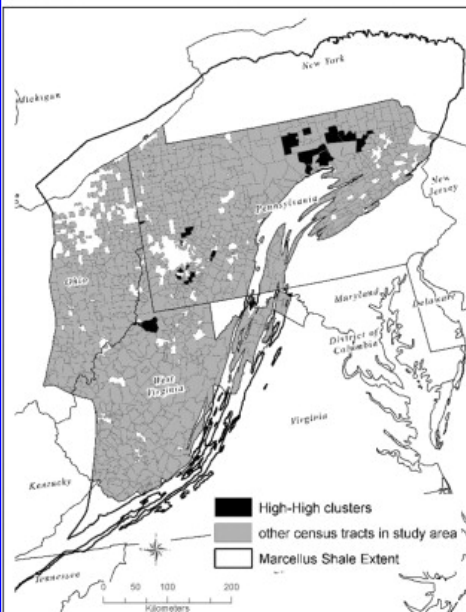 New York
Michigan
New
Jersey
Pennsylvania
Ohio
Maryland
Delaware
District of
Columbia
West
Virginia
Virginia
Kentucky
High-High clusters
other census tracts in study area
Marcellus Shale Extent
Tennessee
0 50 100 200
Kilometers